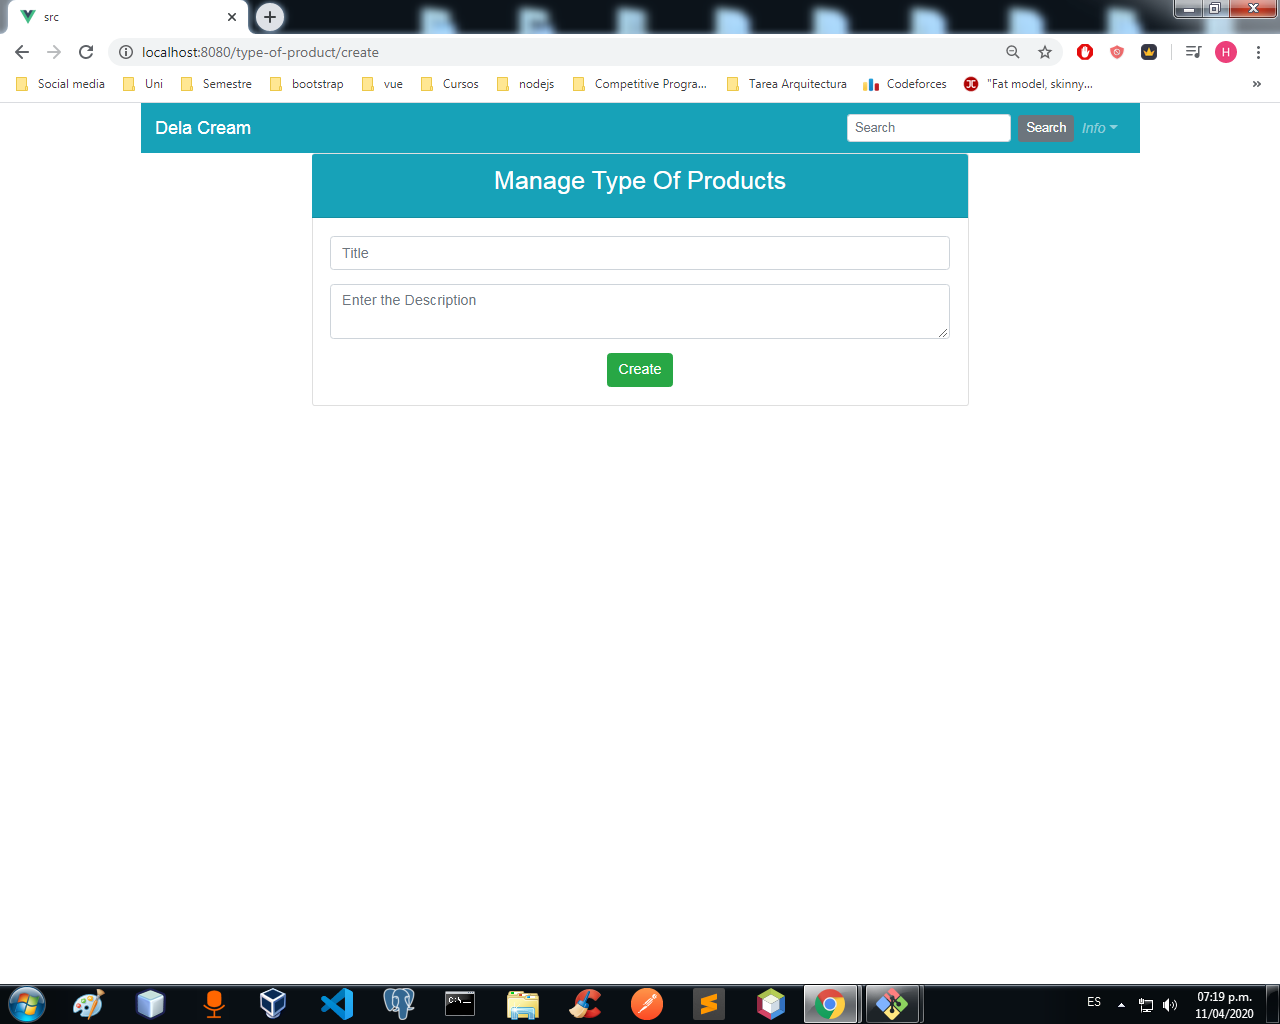 src
localhost:8080/type-of-product/create
H
Social media Uni Semestre bootstrap vue Cursos nodejs Competitive Progra... Tarea Arquitectura Codeforces "Fat model, skinny... »
Dela Cream Search Search Info
Manage Type Of Products
Title
Enter the Description
Create
C:\_
ES 07:19 p.m.
11/04/2020